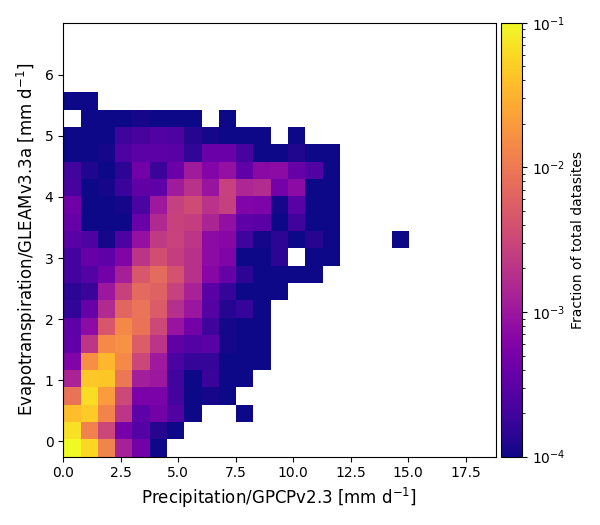 6
5
4
3
2
1
0
Evapotranspiration/GLEAMv3.3a [mm d⁻¹]
0.0 2.5 5.0 7.5 10.0 12.5 15.0 17.5
Precipitation/GPCPv2.3 [mm d⁻¹]
10⁻¹
10⁻²
10⁻³
10⁻⁴
Fraction of total datasites